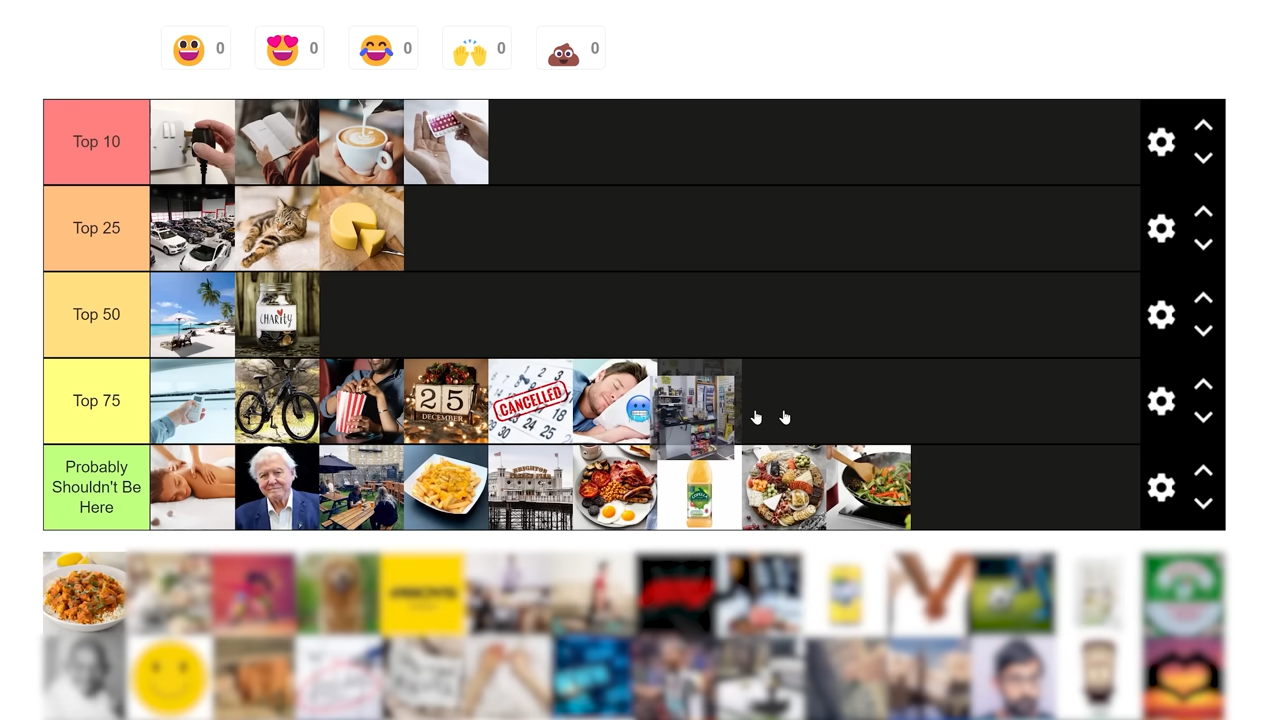 0
0
0
0
0
Top 10
Top 25
CHARITY
Top 50
25
DECEMBER
CANCELLED
Top 75
Probably
Shouldn't Be
Here
BRIGHTON